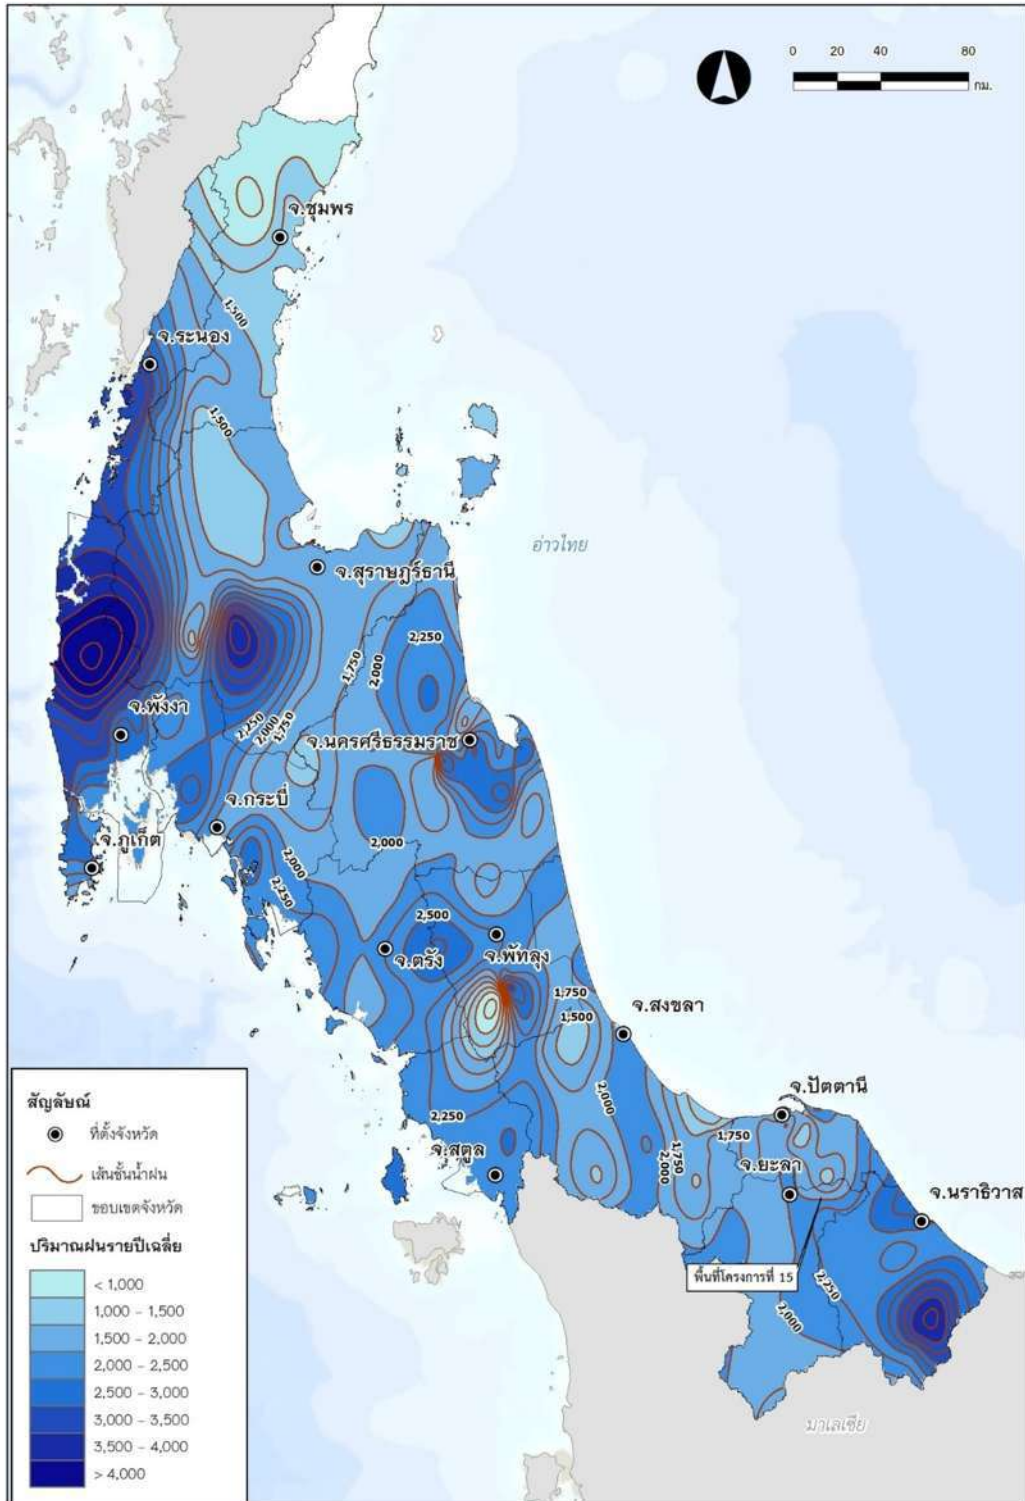 0 20 40 80
กม.
จ.ชุมพร
1,500
จ.ระนอง
1,500
อ่าวไทย
จ.สุราษฎร์ธานี
2,250
1,750
2,000
จ.พังงา
2,250
2,000
1,750
จ.นครศรีธรรมราช
จ.กระบี่
จ.ภูเก็ต
2,000
2,000
2,250
2,500
จ.ตรัง
จ.พัทลุง
1,750
1,500
จ.สงขลา
2,000
จ.ปัตตานี
2,250
1,750
จ.สตูล
1,750
2,000
จ.ยะลา
จ.นราธิวาส
พื้นที่โครงการที่ 15
2,250
2,000
มาเลเซีย
สัญลักษณ์
ที่ตั้งจังหวัด
เส้นชั้นน้ำฝน
ขอบเขตจังหวัด
ปริมาณฝนรายปีเฉลี่ย
< 1,000
1,000 - 1,500
1,500 - 2,000
2,000 - 2,500
2,500 - 3,000
3,000 - 3,500
3,500 - 4,000
> 4,000